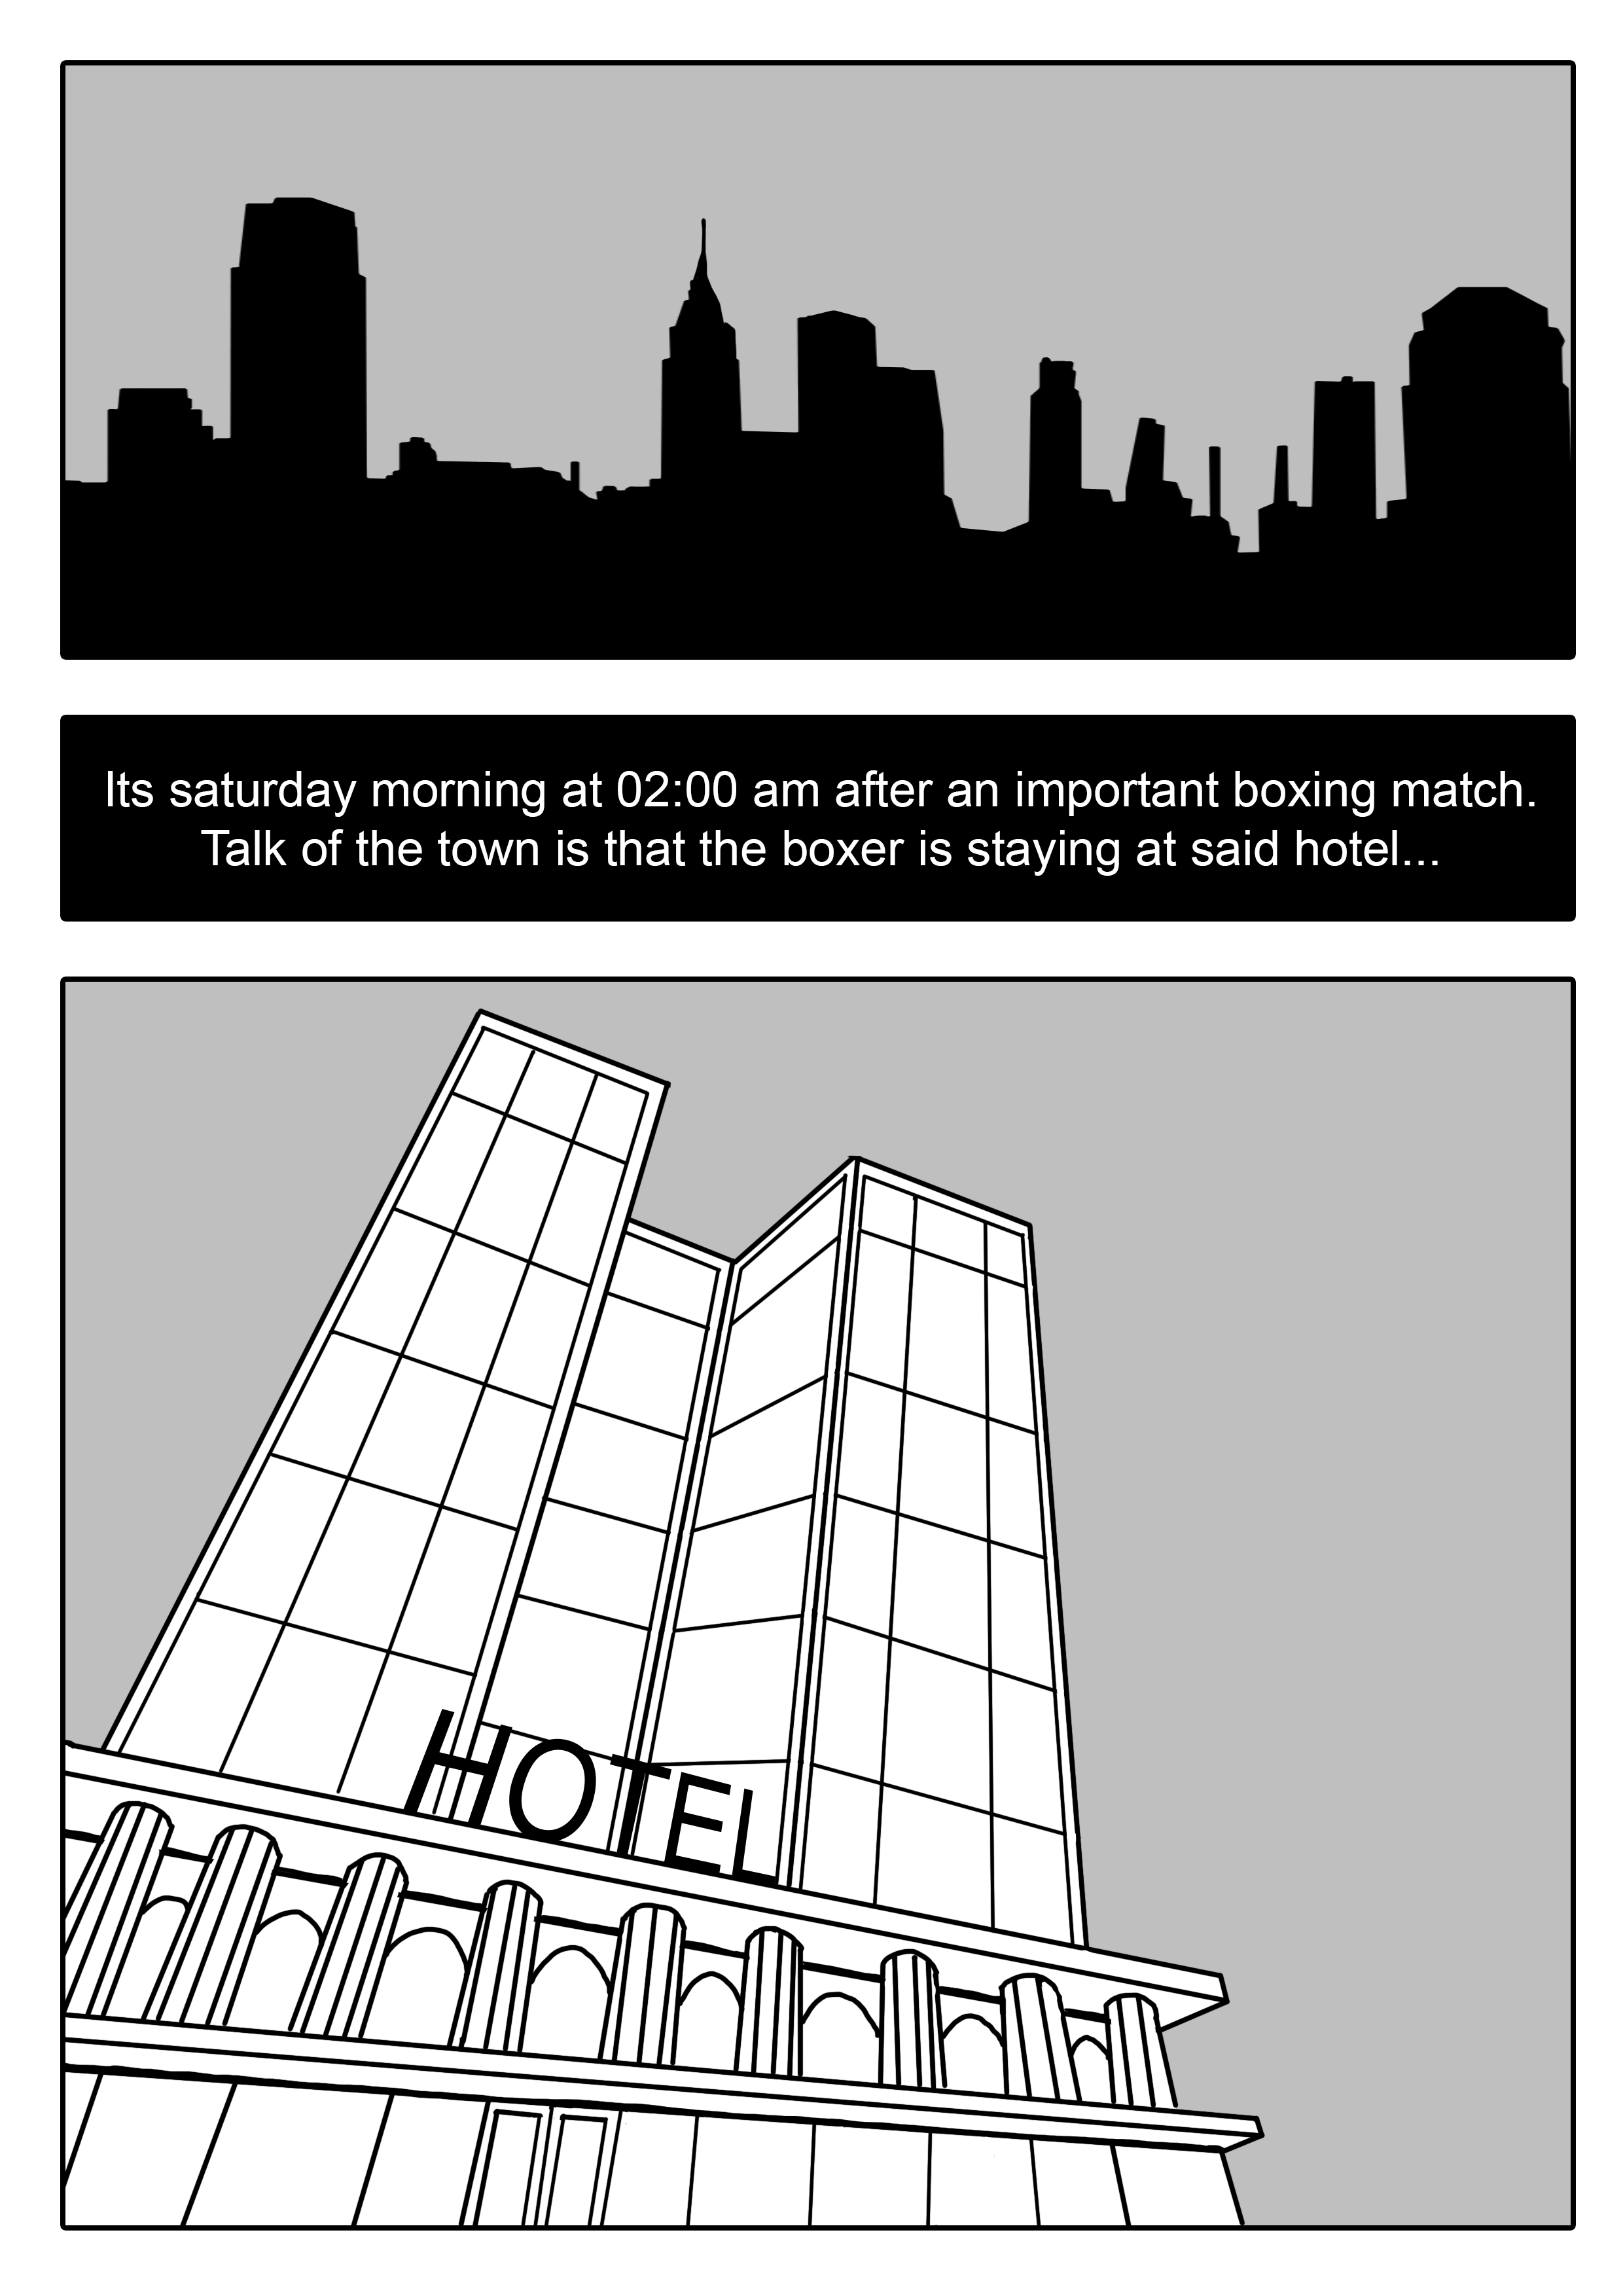 Its saturday morning at 02:00 am after an important boxing match.
Talk of the town is that the boxer is staying at said hotel...
HOTEL